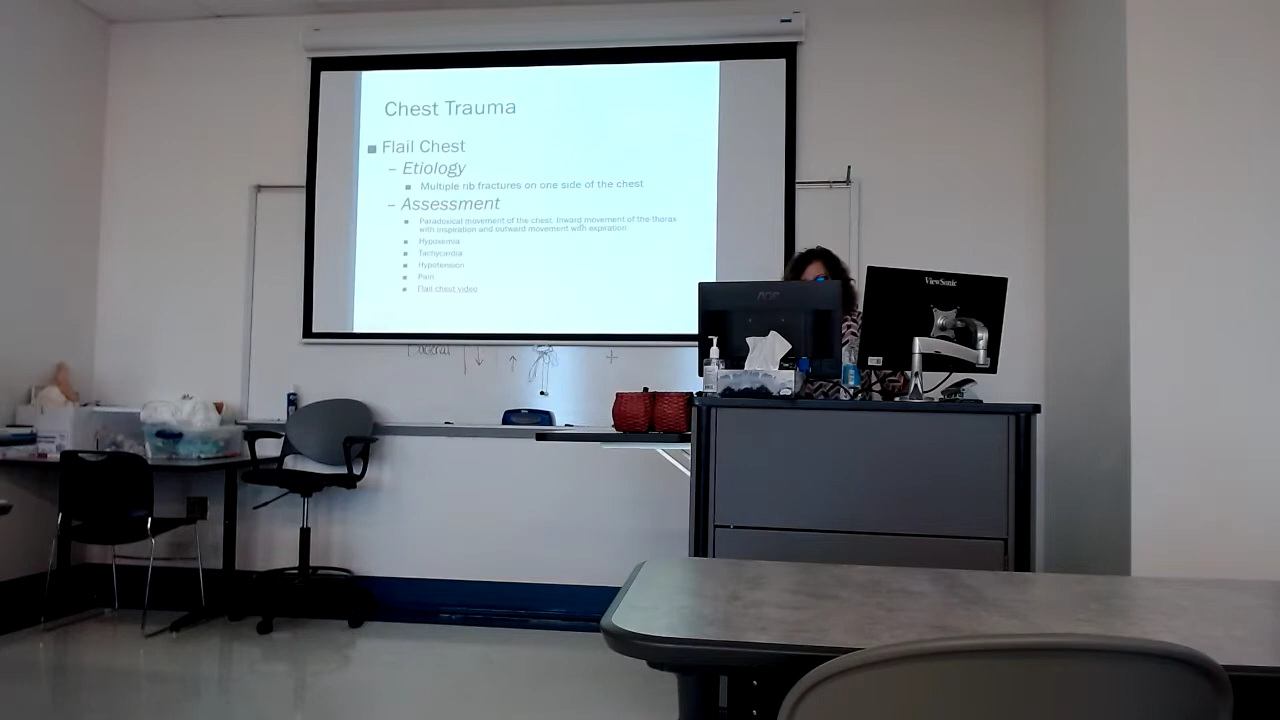 Chest Trauma
Flail Chest
– Etiology
Multiple rib fractures on one side of the chest
– Assessment
Paradoxical movement of the chest. Inward movement of the thorax
with inspiration and outward movement with expiration
Hypoxemia
Tachycardia
Hypotension
Pain
Flail chest video
ViewSonic
AOC
Bacterial